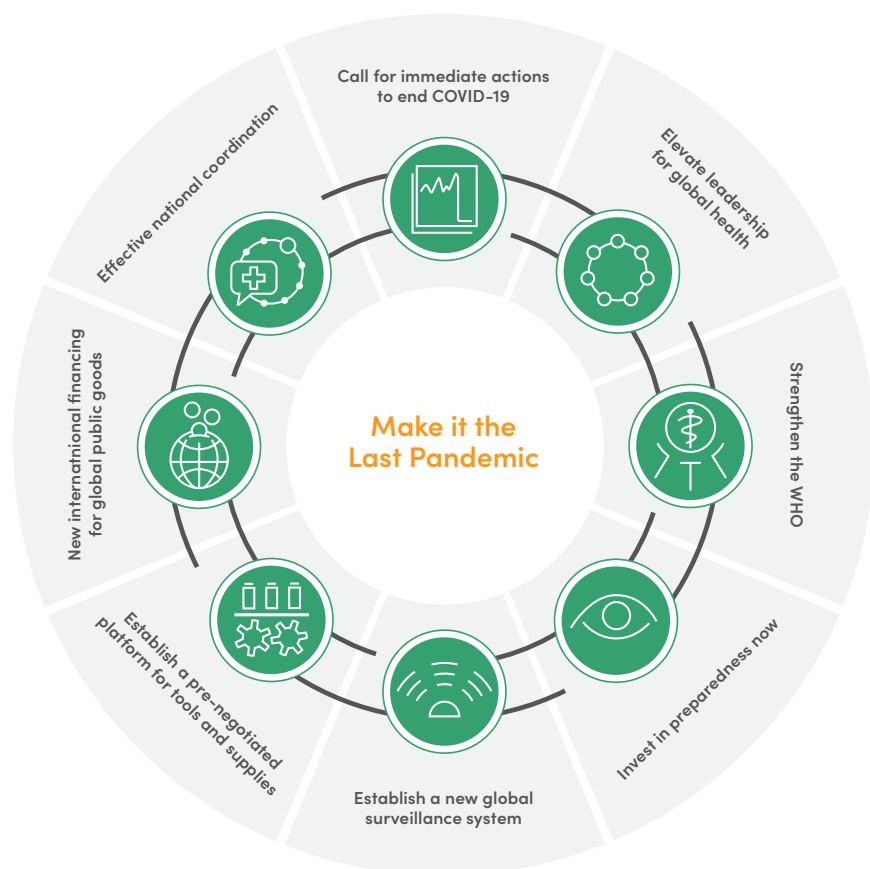 Call for immediate actions
to end COVID-19
Elevate leadership
for global health
Strengthen the WHO
Invest in preparedness now
Establish a new global
surveillance system
Establish a pre-negotiated
platform for tools and supplies
New internatnional financing
for global public goods
Effective national coordination
Make it the
Last Pandemic